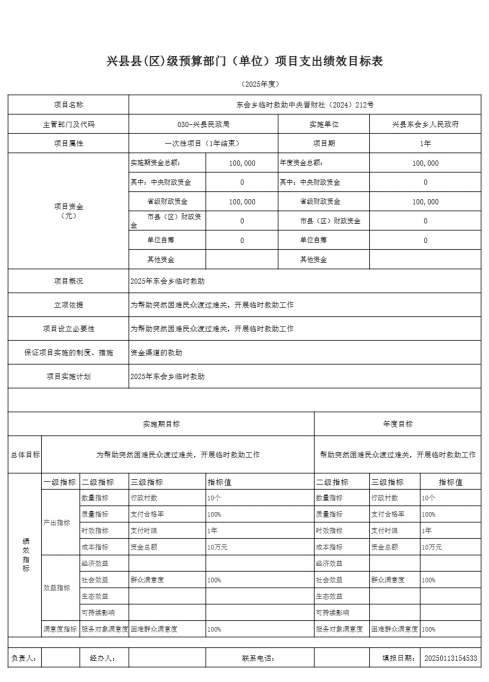 兴县县(区)级预算部门（单位）项目支出绩效目标表
（2025年度）
项目名称 东会乡临时救助中央晋财社（2024）212号
主管部门及代码 030-兴县民政局 实施单位 兴县东会乡人民政府
项目属性 一次性项目（1年结束） 项目期 1年
项目资金（元） 实施期资金总额： 100,000 年度资金总额： 100,000
其中：中央财政资金 0 其中：中央财政资金 0
省级财政资金 100,000 省级财政资金 100,000
市县（区）财政资金 0 市县（区）财政资金 0
单位自筹 0 单位自筹 0
其他资金 其他资金
项目概况 2025年东会乡临时救助
立项依据 为帮助突然困难民众渡过难关，开展临时救助工作
项目设立必要性 为帮助突然困难民众渡过难关，开展临时救助工作
保证项目实施的制度、措施 资金渠道的救助
项目实施计划 2025年东会乡临时救助
实施期目标 年度目标
总体目标 为帮助突然困难民众渡过难关，开展临时救助工作 帮助突然困难民众渡过难关，开展临时救助工作
绩效指标 一级指标 二级指标 三级指标 指标值 二级指标 三级指标 指标值
产出指标 数量指标 行政村数 10个 数量指标 行政村数 10个
质量指标 支付合格率 100% 质量指标 支付合格率 100%
时效指标 支付时限 1年 时效指标 支付时限 1年
成本指标 资金总额 10万元 成本指标 资金总额 10万元
效益指标 经济效益 经济效益
社会效益 群众满意度 100% 社会效益 群众满意度 100%
生态效益 生态效益
可持续影响 可持续影响
满意度指标 服务对象满意度 困难群众满意度 100% 服务对象满意度 困难群众满意度 100%
负责人： 经办人： 联系电话： 填报日期： 20250113154533